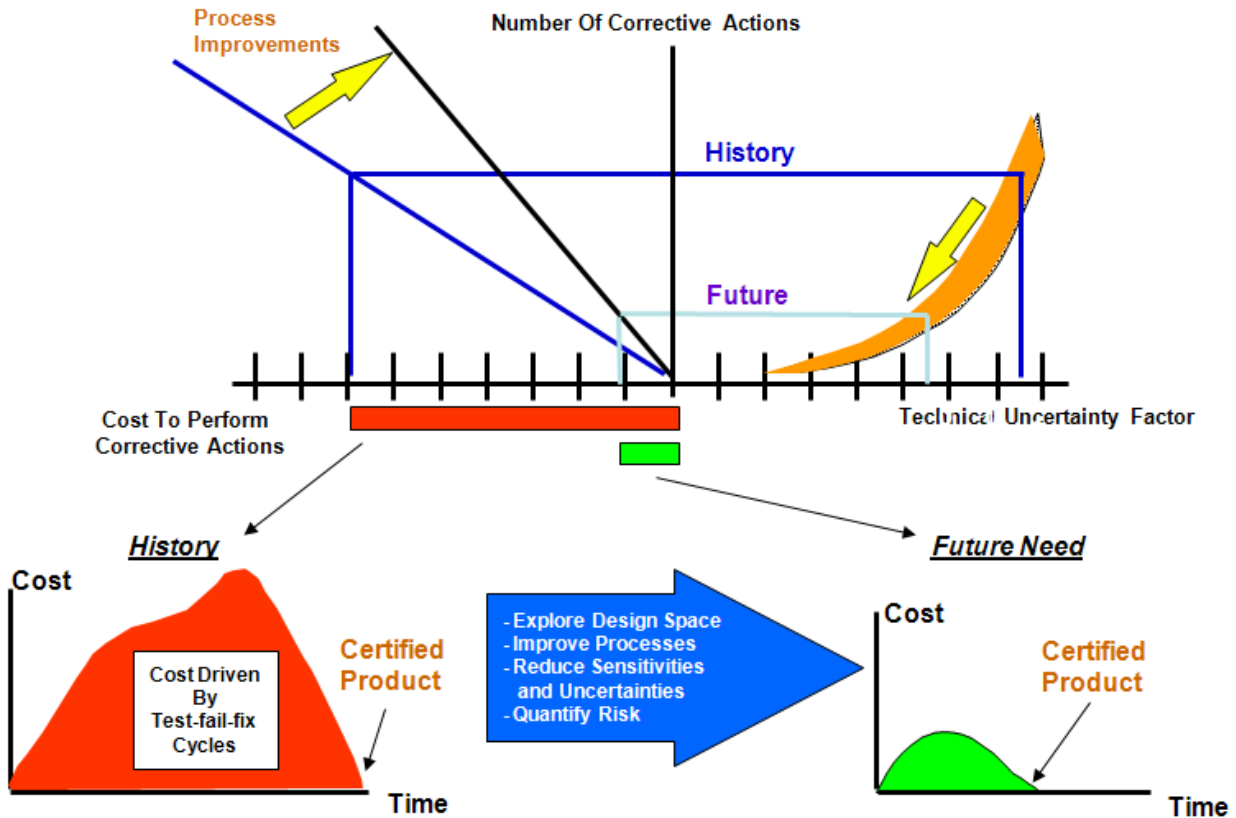 Process
Improvements
Number Of Corrective Actions
History
Future
Cost To Perform
Corrective Actions
Technical Uncertainty Factor
History
Cost
Cost Driven
By
Test-fail-fix
Cycles
Certified
Product
Time
- Explore Design Space
- Improve Processes
- Reduce Sensitivities
and Uncertainties
- Quantify Risk
Future Need
Cost
Certified
Product
Time